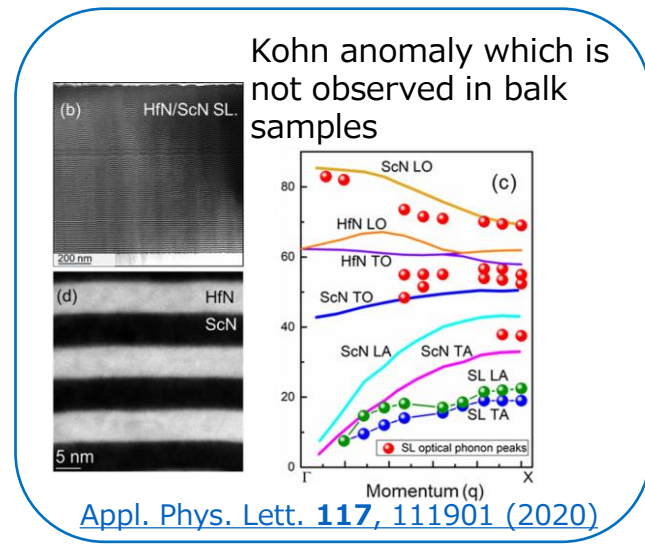 Kohn anomaly which is
not observed in balk
samples
(b)
HfN/ScN SL.
200 nm
(d)
HfN
ScN
5 nm
(c)
80
60
40
20
0
ScN LO
HfN LO
HfN TO
ScN TO
ScN LA
ScN TA
SL LA
SL TA
SL optical phonon peaks
Γ
X
Momentum (q)
Appl. Phys. Lett. 117, 111901 (2020)